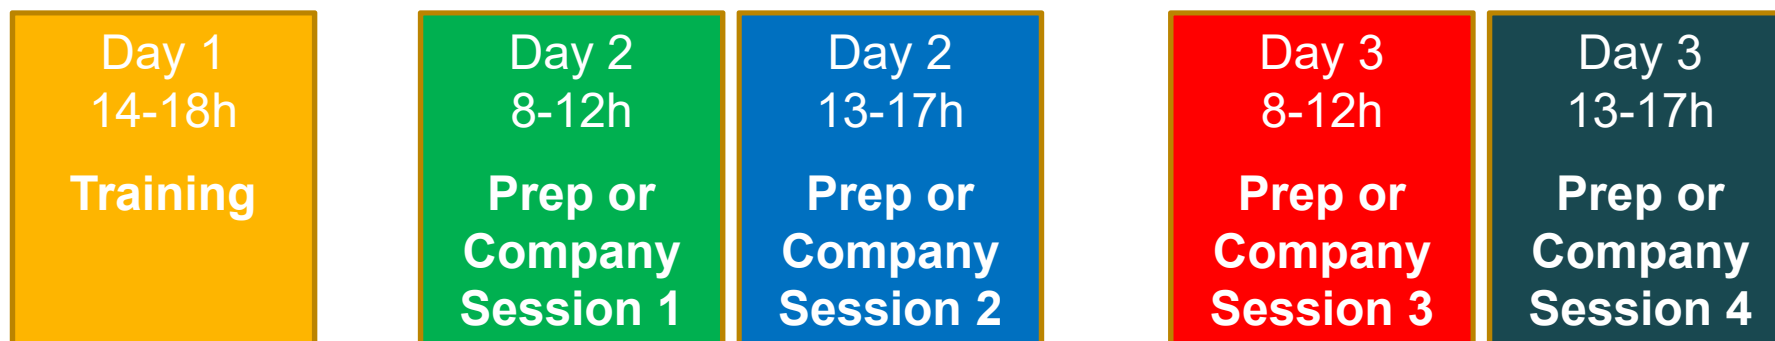 Day 1
14-18h
Training
Day 2
8-12h
Prep or
Company
Session 1
Day 2
13-17h
Prep or
Company
Session 2
Day 3
8-12h
Prep or
Company
Session 3
Day 3
13-17h
Prep or
Company
Session 4